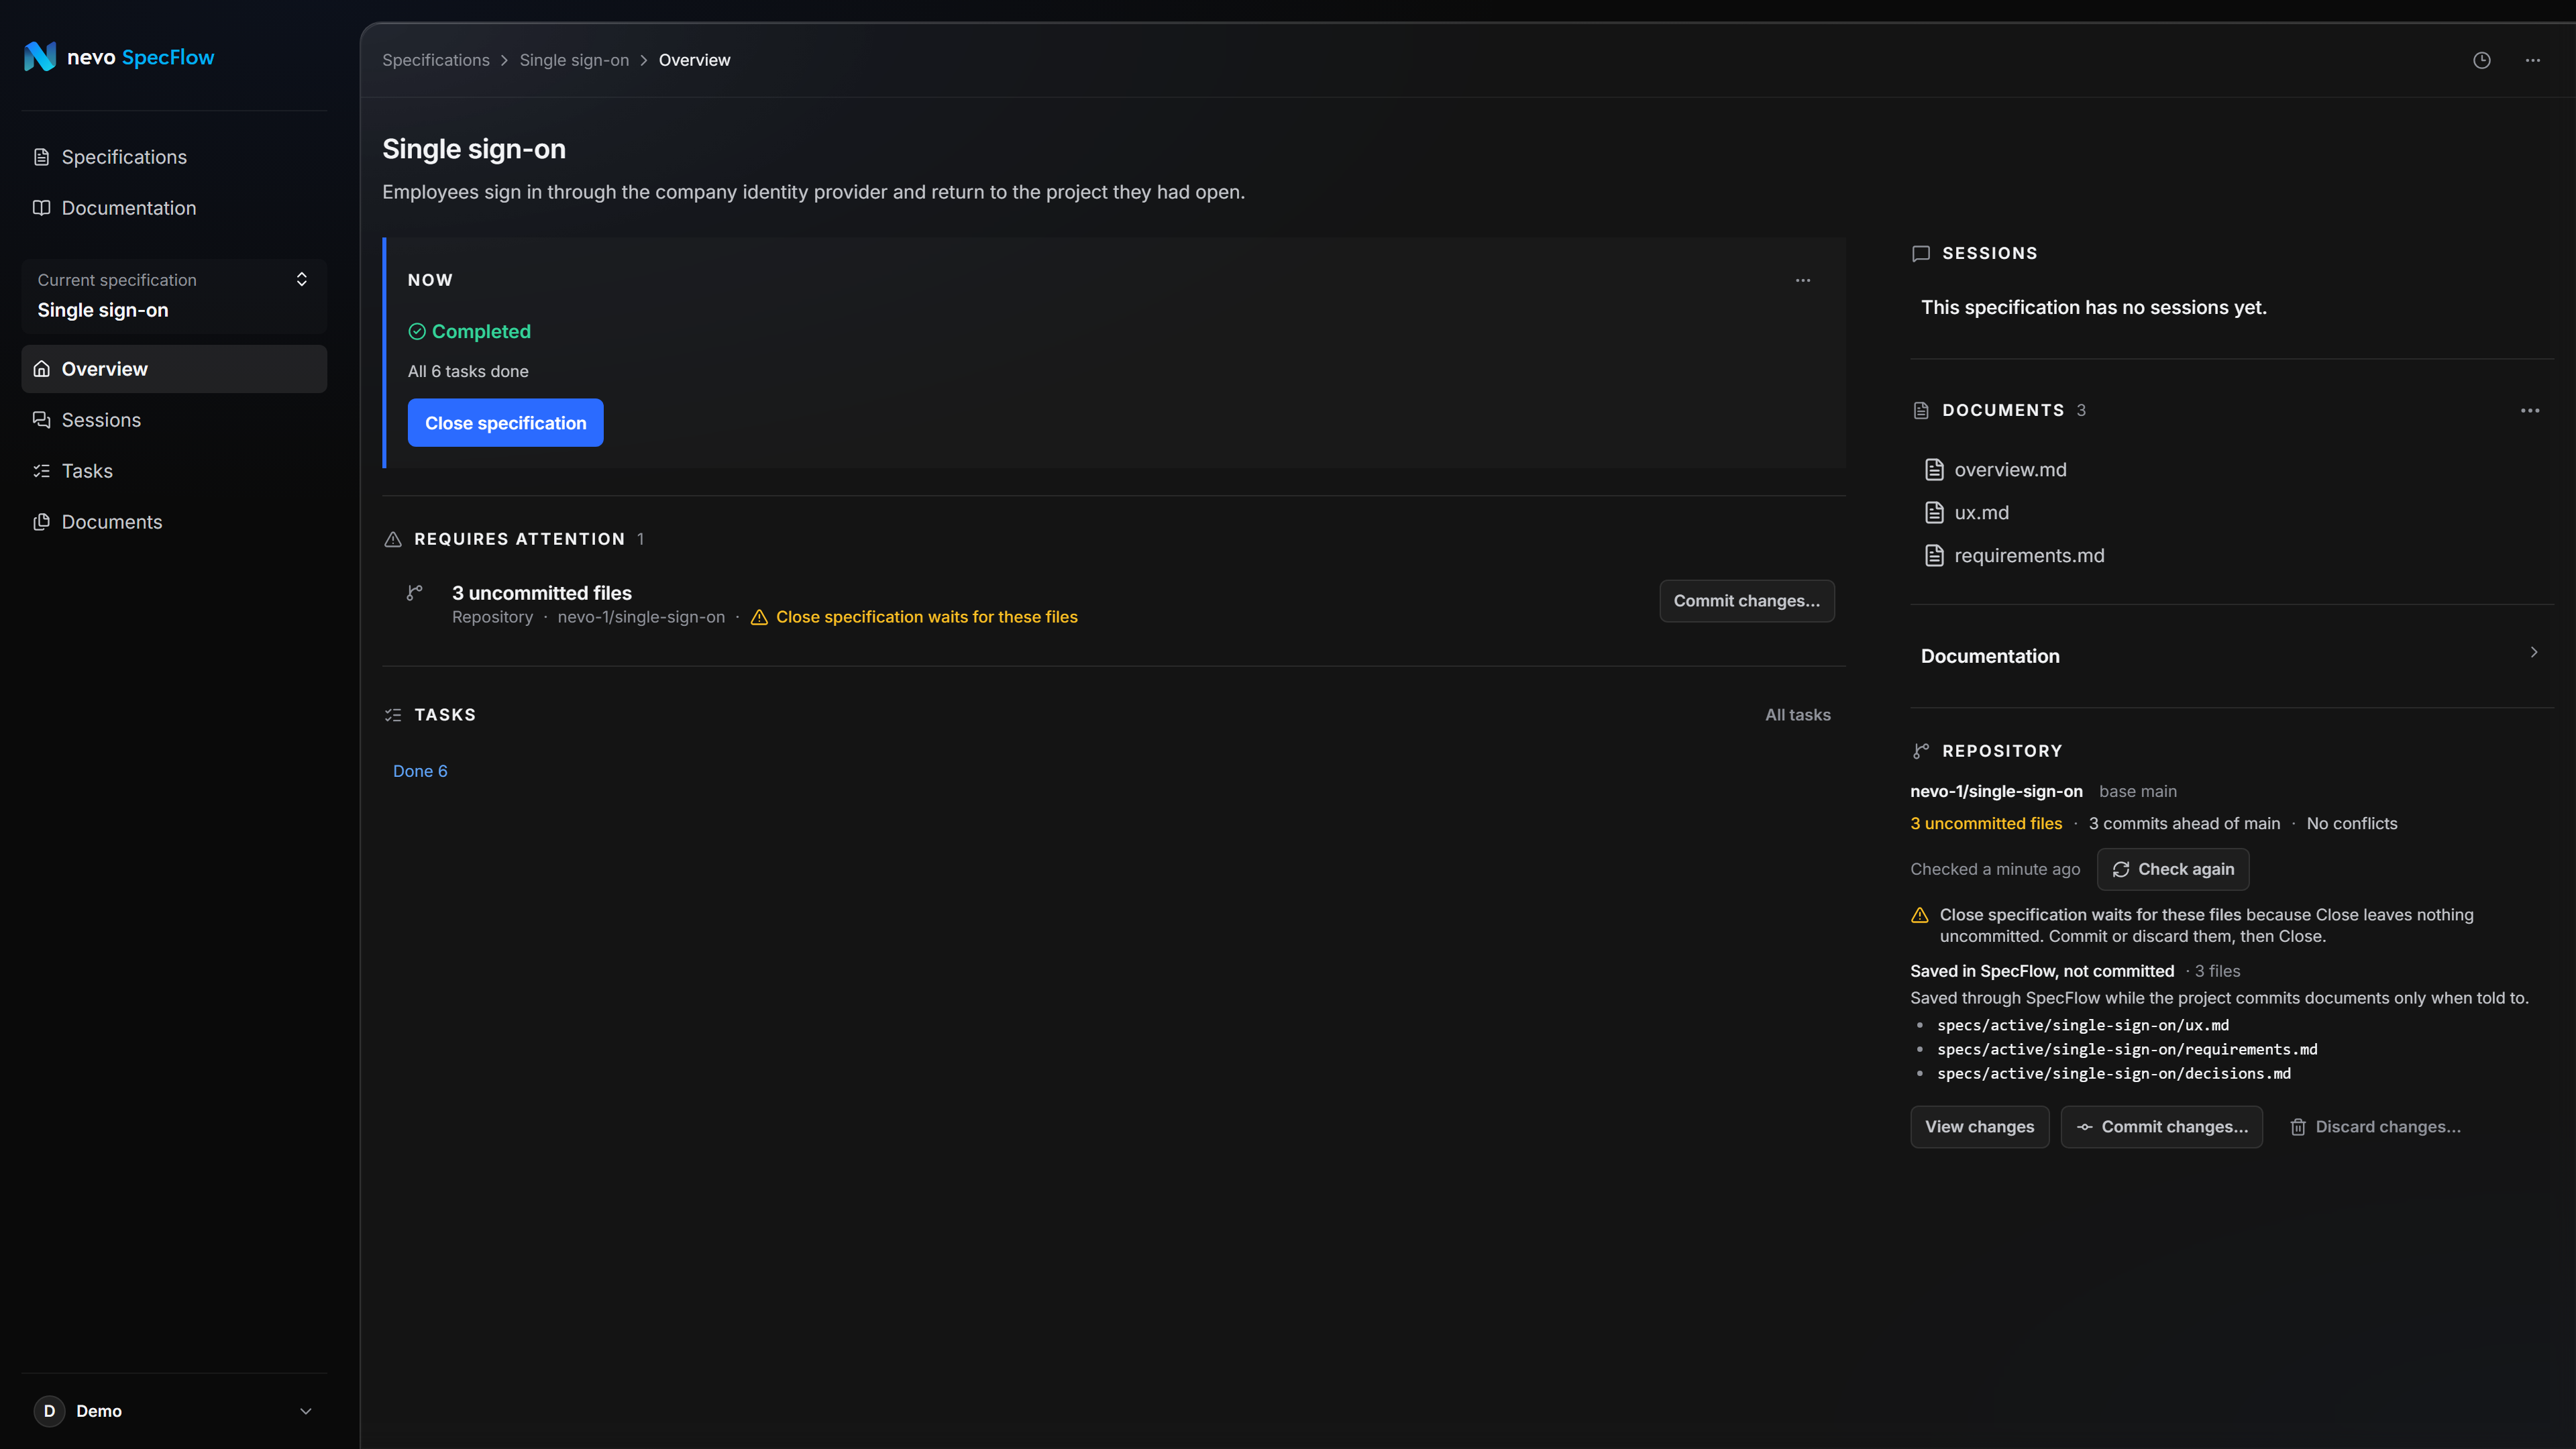 nevo SpecFlow
Specifications
Documentation
Current specification
Single sign-on
Overview
Sessions
Tasks
Documents
D Demo
Specifications > Single sign-on > Overview
Single sign-on
Employees sign in through the company identity provider and return to the project they had open.
NOW
Completed
All 6 tasks done
Close specification
REQUIRES ATTENTION 1
3 uncommitted files
Repository · nevo-1/single-sign-on · Close specification waits for these files
Commit changes...
TASKS
All tasks
Done 6
SESSIONS
This specification has no sessions yet.
DOCUMENTS 3
overview.md
ux.md
requirements.md
Documentation
REPOSITORY
nevo-1/single-sign-on base main
3 uncommitted files · 3 commits ahead of main · No conflicts
Checked a minute ago
Check again
Close specification waits for these files because Close leaves nothing
uncommitted. Commit or discard them, then Close.
Saved in SpecFlow, not committed · 3 files
Saved through SpecFlow while the project commits documents only when told to.
• specs/active/single-sign-on/ux.md
• specs/active/single-sign-on/requirements.md
• specs/active/single-sign-on/decisions.md
View changes
Commit changes...
Discard changes...